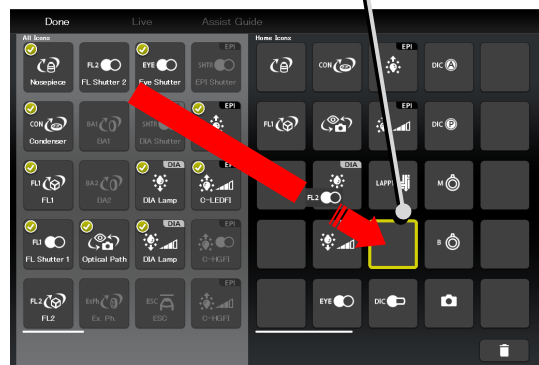 Done Live Assist Guide
All Icons Home Icons
EPI EPI
FL2 EYE SHTR CON DIC A
Nosepiece FL Shutter 2 Eye Shutter EPI Shutter
EPI EPI
CON BA1 SHTR FL1 DIC P
Condenser BA1 DIA Shutter
DIA EPI DIA
FL1 BA2 LAPP M
FL1 BA2 DIA Lamp C-LEDFI
FL2
DIA EPI
FL1 B
FL Shutter 1 Optical Path DIA Lamp C-HGFI
EPI
FL2 ExPh ESC EYE DIC
FL2 Ex. Ph. ESC C-HGFI